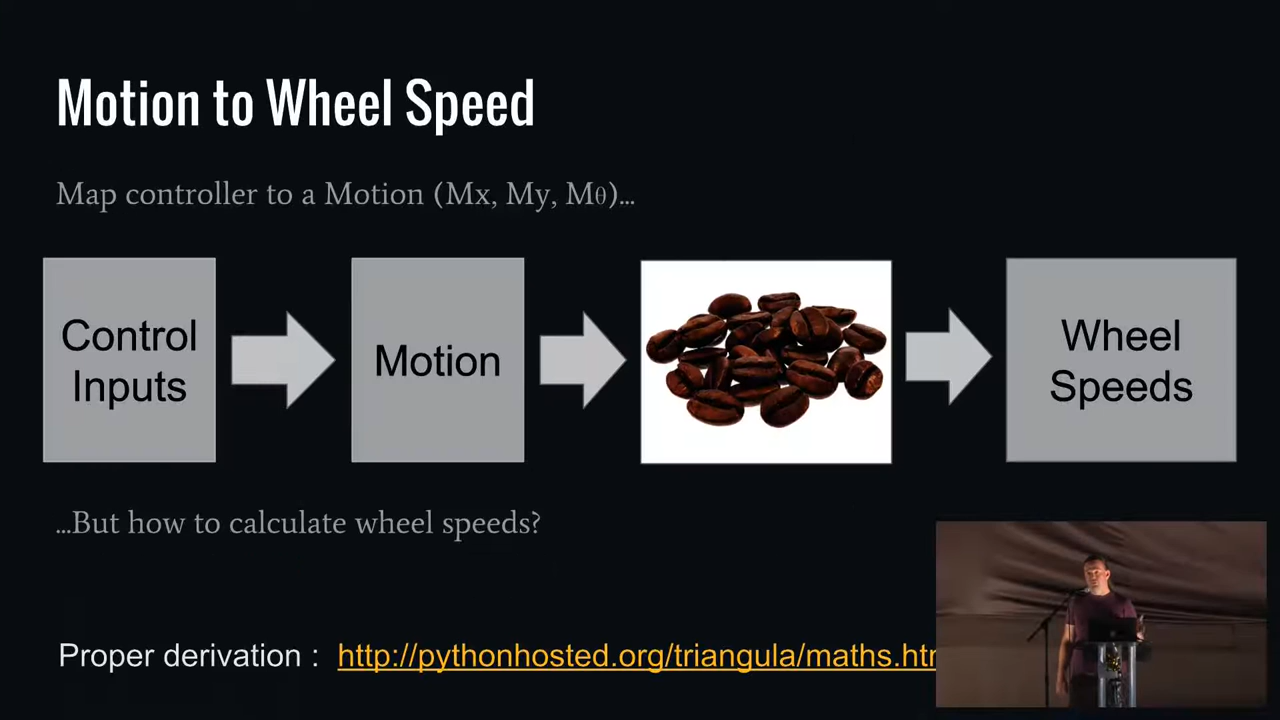 Motion to Wheel Speed
Map controller to a Motion (Mx, My, Mθ)...
Control
Inputs
Motion
Wheel
Speeds
...But how to calculate wheel speeds?
Proper derivation : http://pythonhosted.org/triangula/maths.htm